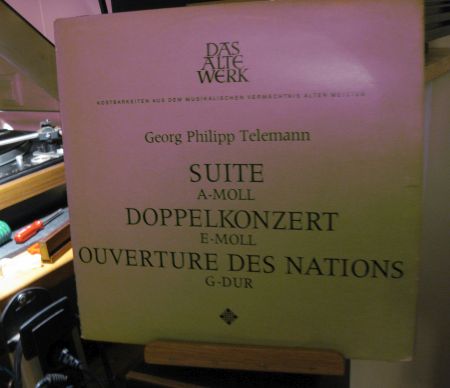 DAS
ALTE
WERK
KOSTBARKEITEN AUS DEM MUSIKALISCHEN VERMÄCHTNIS ALTER MEISTER
Georg Philipp Telemann
SUITE
A-MOLL
DOPPELKONZERT
E-MOLL
OUVERTURE DES NATIONS
G-DUR